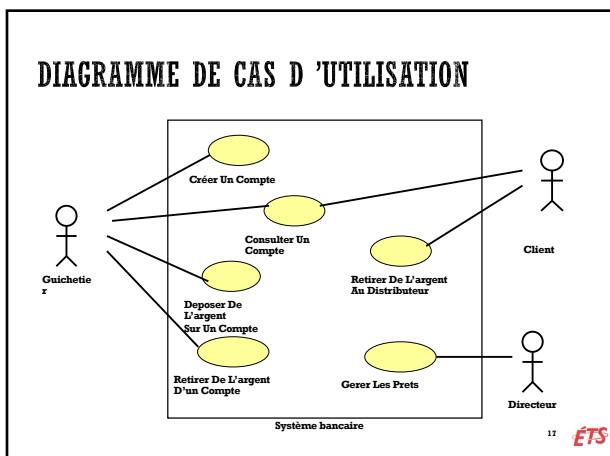 DIAGRAMME DE CAS D 'UTILISATION
Créer Un Compte
Consulter Un
Compte
Guichetie
r
Client
Retirer De L'argent
Au Distributeur
Deposer De
L'argent
Sur Un Compte
Retirer De L'argent
D'un Compte
Gerer Les Prets
Directeur
Système bancaire
17
ÉTS